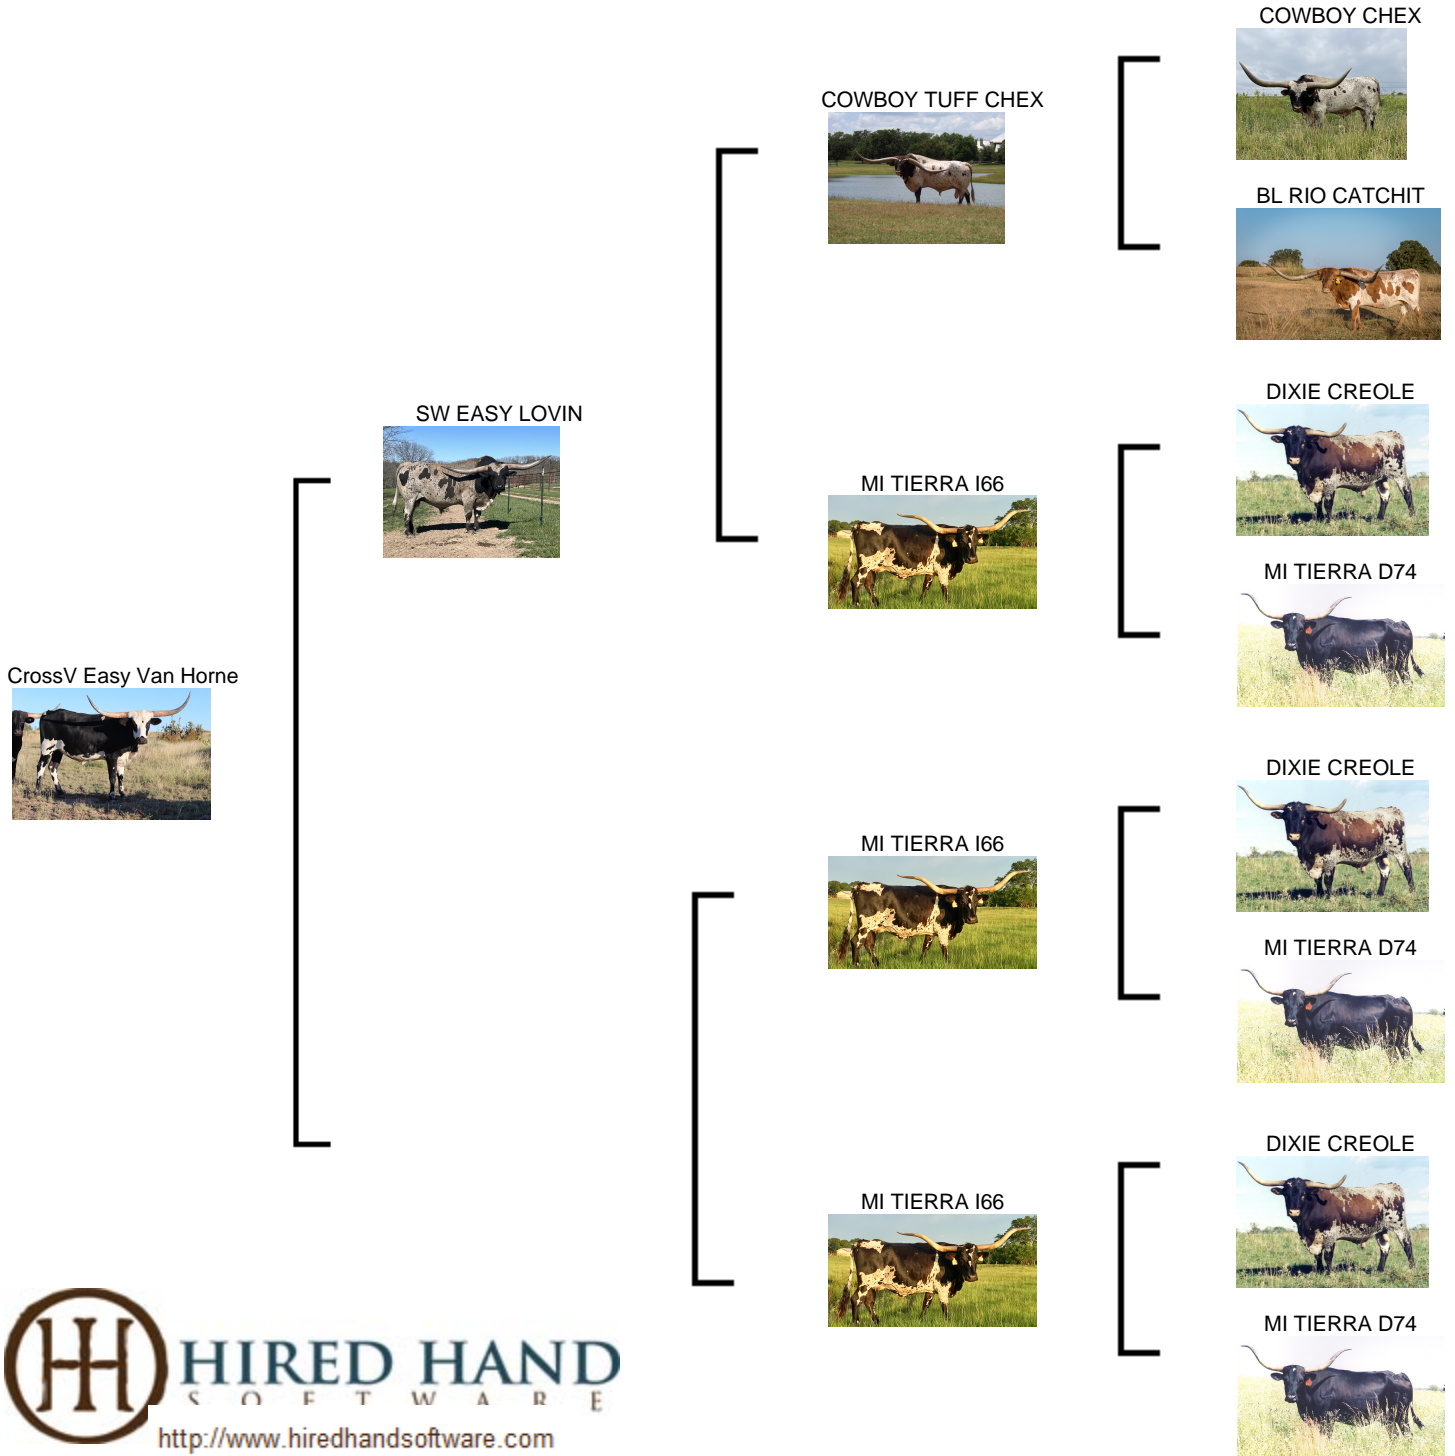 COWBOY CHEX
COWBOY TUFF CHEX
BL RIO CATCHIT
DIXIE CREOLE
SW EASY LOVIN
MI TIERRA I66
MI TIERRA D74
CrossV Easy Van Horne
DIXIE CREOLE
MI TIERRA I66
MI TIERRA D74
DIXIE CREOLE
MI TIERRA I66
MI TIERRA D74
HIRED HAND
SOFTWARE
http://www.hiredhandsoftware.com